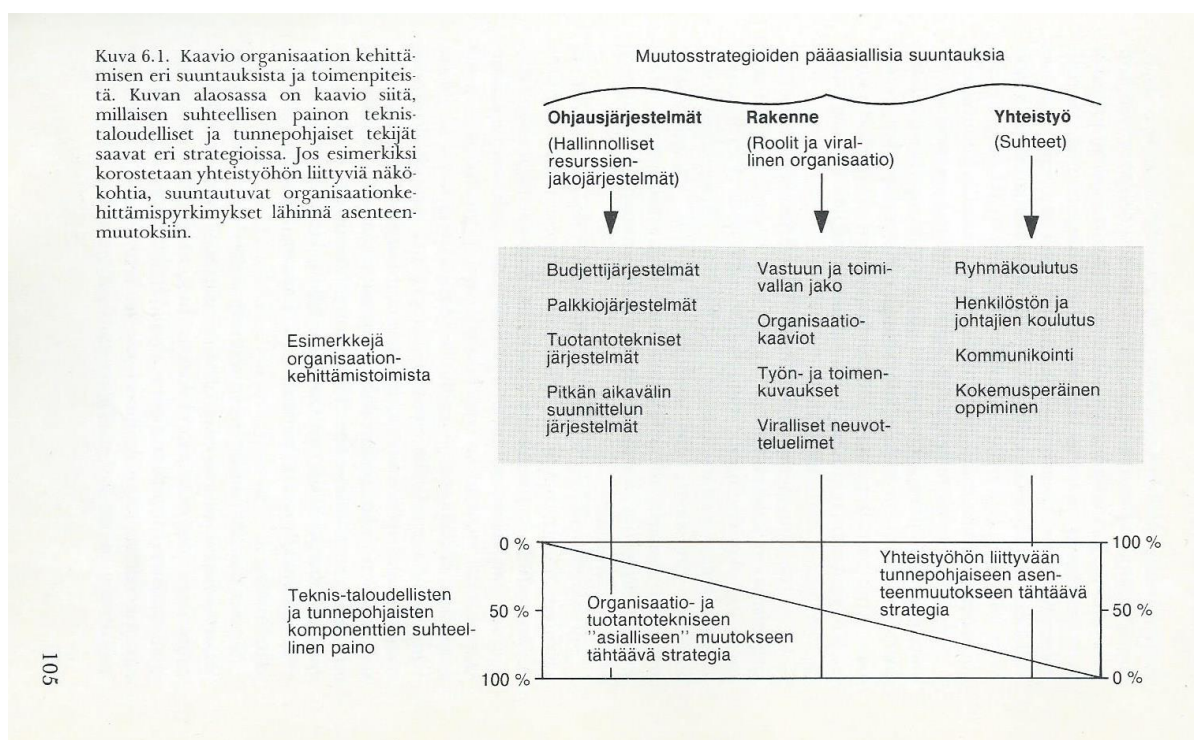 Kuva 6.1. Kaavio organisaation kehittä-
misen eri suuntauksista ja toimenpiteis-
tä. Kuvan alaosassa on kaavio siitä,
millaisen suhteellisen painon teknis-
taloudelliset ja tunnepohjaiset tekijät
saavat eri strategioissa. Jos esimerkiksi
korostetaan yhteistyöhön liittyviä näkö-
kohtia, suuntautuvat organisaationke-
hittämispyrkimykset lähinnä asenteen-
muutoksiin.
Muutosstrategioiden pääasiallisia suuntauksia
Ohjausjärjestelmät
(Hallinnolliset
resurssien-
jakojärjestelmät)
Rakenne
(Roolit ja viral-
linen organisaatio)
Yhteistyö
(Suhteet)
Esimerkkejä
organisaation-
kehittämistoimista
Budjettijärjestelmät
Palkkiojärjestelmät
Tuotantotekniset
järjestelmät
Pitkän aikavälin
suunnittelun
järjestelmät
Vastuun ja toimi-
vallan jako
Organisaatio-
kaaviot
Työn- ja toimen-
kuvaukset
Viralliset neuvot-
teluelimet
Ryhmäkoulutus
Henkilöstön ja
johtajien koulutus
Kommunikointi
Kokemusperäinen
oppiminen
Teknis-taloudellisten
ja tunnepohjaisten
komponenttien suhteel-
linen paino
0 %
50 %
100 %
Organisaatio- ja
tuotantotekniseen
"asialliseen" muutokseen
tähtäävä strategia
Yhteistyöhön liittyvään
tunnepohjaiseen asen-
teenmuutokseen tähtäävä
strategia
100 %
50 %
0 %
105